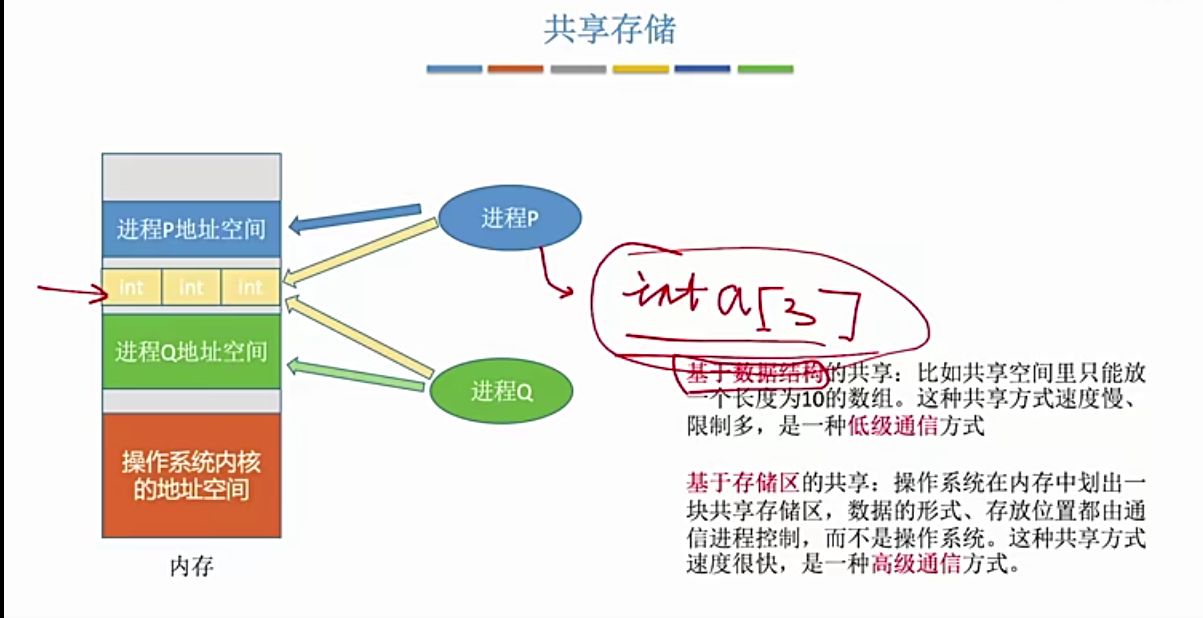 共享存储
进程P地址空间
进程P
int int int
int a[3]
进程Q地址空间
进程Q
操作系统内核
的地址空间
内存
基于数据结构的共享：比如共享空间里只能放
一个长度为10的数组。这种共享方式速度慢、
限制多，是一种低级通信方式
基于存储区的共享：操作系统在内存中划出一
块共享存储区，数据的形式、存放位置都由通
信进程控制，而不是操作系统。这种共享方式
速度很快，是一种高级通信方式。